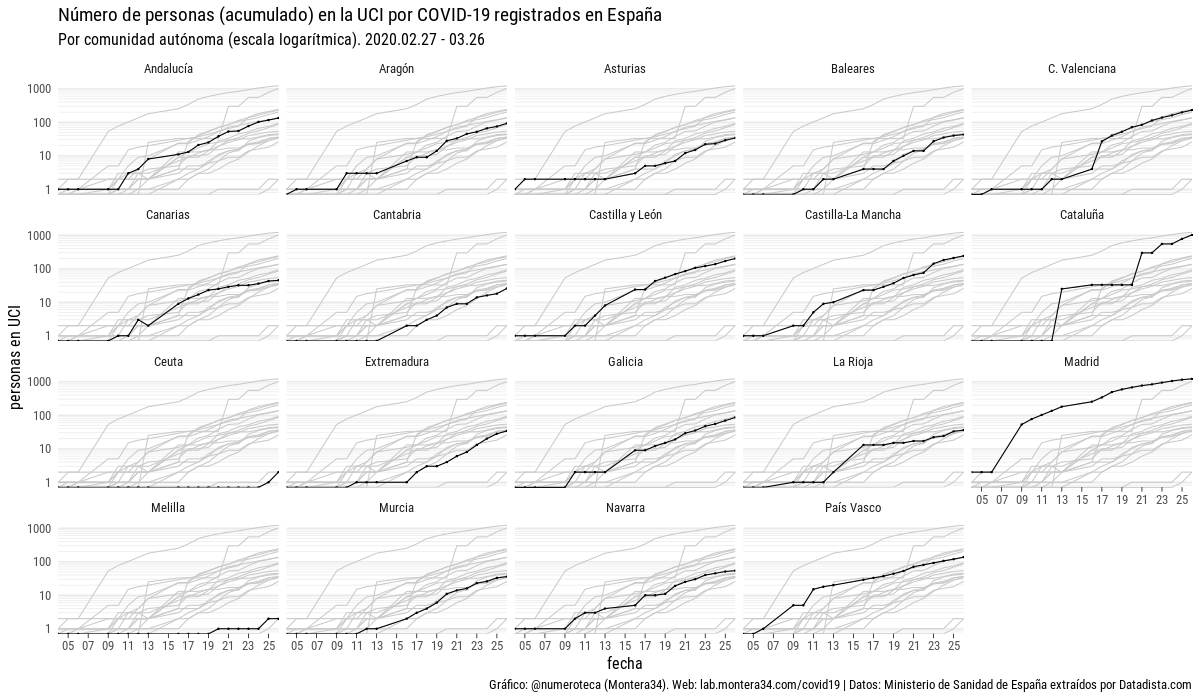 Número de personas (acumulado) en la UCI por COVID-19 registrados en España
Por comunidad autónoma (escala logarítmica). 2020.02.27 - 03.26
Andalucía Aragón Asturias Baleares C. Valenciana
1000
100
10
1
Canarias Cantabria Castilla y León Castilla-La Mancha Cataluña
1000
100
10
1
Ceuta Extremadura Galicia La Rioja Madrid
1000
100
10
1
05 07 09 11 13 15 17 19 21 23 25
Melilla Murcia Navarra País Vasco
1000
100
10
1
05 07 09 11 13 15 17 19 21 23 25 05 07 09 11 13 15 17 19 21 23 25 05 07 09 11 13 15 17 19 21 23 25 05 07 09 11 13 15 17 19 21 23 25
personas en UCI
fecha
Gráfico: @numeroteca (Montera34). Web: lab.montera34.com/covid19 | Datos: Ministerio de Sanidad de España extraídos por Datadista.com